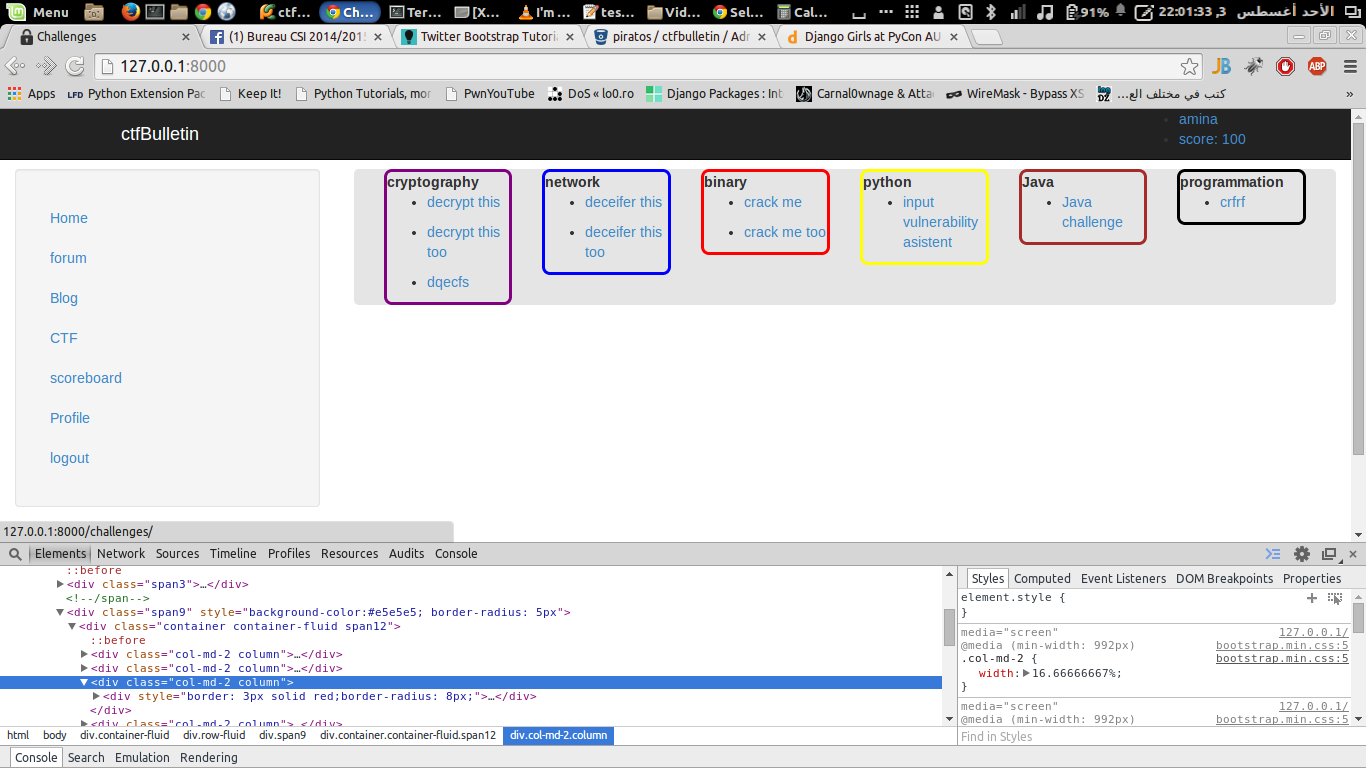 Menu ctf... Ch... Ter... [X... I'm ... tes... Vid... Sel... Cal... 91% 22:01:33 ,3 الأحد أغسطس
Challenges (1) Bureau CSI 2014/2015 Twitter Bootstrap Tutoria piratos / ctfbulletin / Adr Django Girls at PyCon AU
127.0.0.1:8000
Apps LFD Python Extension Pac Keep It! Python Tutorials, mor PwnYouTube DoS « lo0.ro Django Packages : Int Carnal0wnage & Atta WireMask - Bypass XS كتب في مختلف الع... »
ctfBulletin
amina
score: 100
Home
forum
Blog
CTF
scoreboard
Profile
logout
cryptography
decrypt this
decrypt this
too
dqecfs
network
deceifer this
deceifer this
too
binary
crack me
crack me too
python
input
vulnerability
asistent
Java
Java
challenge
programmation
crfrf
127.0.0.1:8000/challenges/
Elements Network Sources Timeline Profiles Resources Audits Console
::before
<div class="span3">…</div>
<!--/span-->
<div class="span9" style="background-color:#e5e5e5; border-radius: 5px">
<div class="container container-fluid span12">
::before
<div class="col-md-2 column">…</div>
<div class="col-md-2 column">…</div>
<div class="col-md-2 column">
<div style="border: 3px solid red;border-radius: 8px;">…</div>
</div>
<div class="col-md-2 column">…</div>
html body div.container-fluid div.row-fluid div.span9 div.container.container-fluid.span12 div.col-md-2.column
Styles Computed Event Listeners DOM Breakpoints Properties
element.style {
}
media="screen" 127.0.0.1/
@media (min-width: 992px) bootstrap.min.css:5
.col-md-2 { bootstrap.min.css:5
width: 16.66666667%;
}
media="screen" 127.0.0.1/
@media (min-width: 992px) bootstrap.min.css:5
Find in Styles
Console Search Emulation Rendering